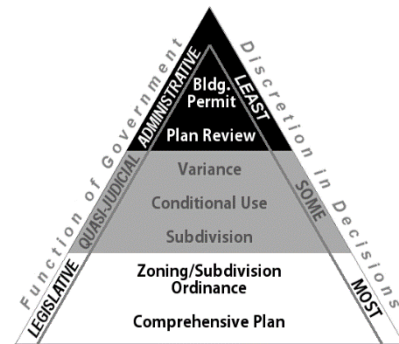 Function of Government
Discretion in Decisions
ADMINISTRATIVE
LEAST
Bldg.
Permit
Plan Review
QUASI-JUDICIAL
SOME
Variance
Conditional Use
Subdivision
LEGISLATIVE
MOST
Zoning/Subdivision
Ordinance
Comprehensive Plan